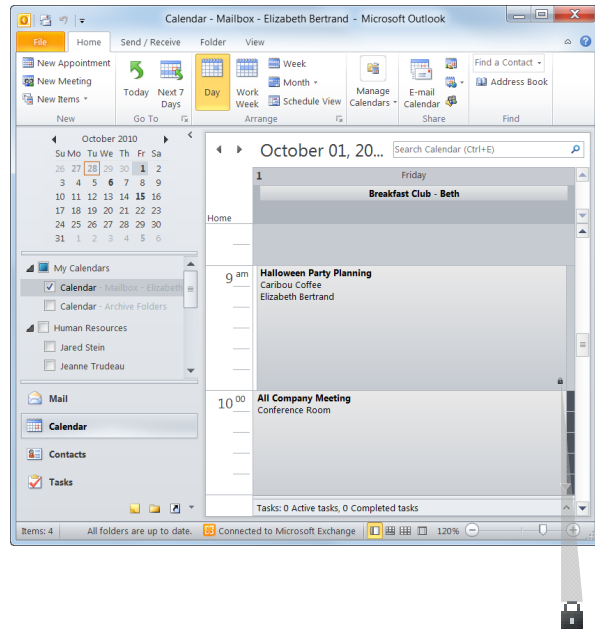 Calendar - Mailbox - Elizabeth Bertrand - Microsoft Outlook
File Home Send / Receive Folder View
New Appointment
New Meeting
New Items
New
Today
Next 7 Days
Go To
Day
Work Week
Week
Month
Schedule View
Arrange
Manage Calendars
E-mail Calendar
Share
Find a Contact
Address Book
Find
October 2010
Su Mo Tu We Th Fr Sa
26 27 28 29 30 1 2
3 4 5 6 7 8 9
10 11 12 13 14 15 16
17 18 19 20 21 22 23
24 25 26 27 28 29 30
31 1 2 3 4 5 6
My Calendars
Calendar - Mailbox - Elizabeth
Calendar - Archive Folders
Human Resources
Jared Stein
Jeanne Trudeau
Mail
Calendar
Contacts
Tasks
October 01, 20...
Search Calendar (Ctrl+E)
1 Friday
Breakfast Club - Beth
Home
9 am
Halloween Party Planning
Caribou Coffee
Elizabeth Bertrand
10 00
All Company Meeting
Conference Room
Tasks: 0 Active tasks, 0 Completed tasks
Items: 4 All folders are up to date. Connected to Microsoft Exchange 120%